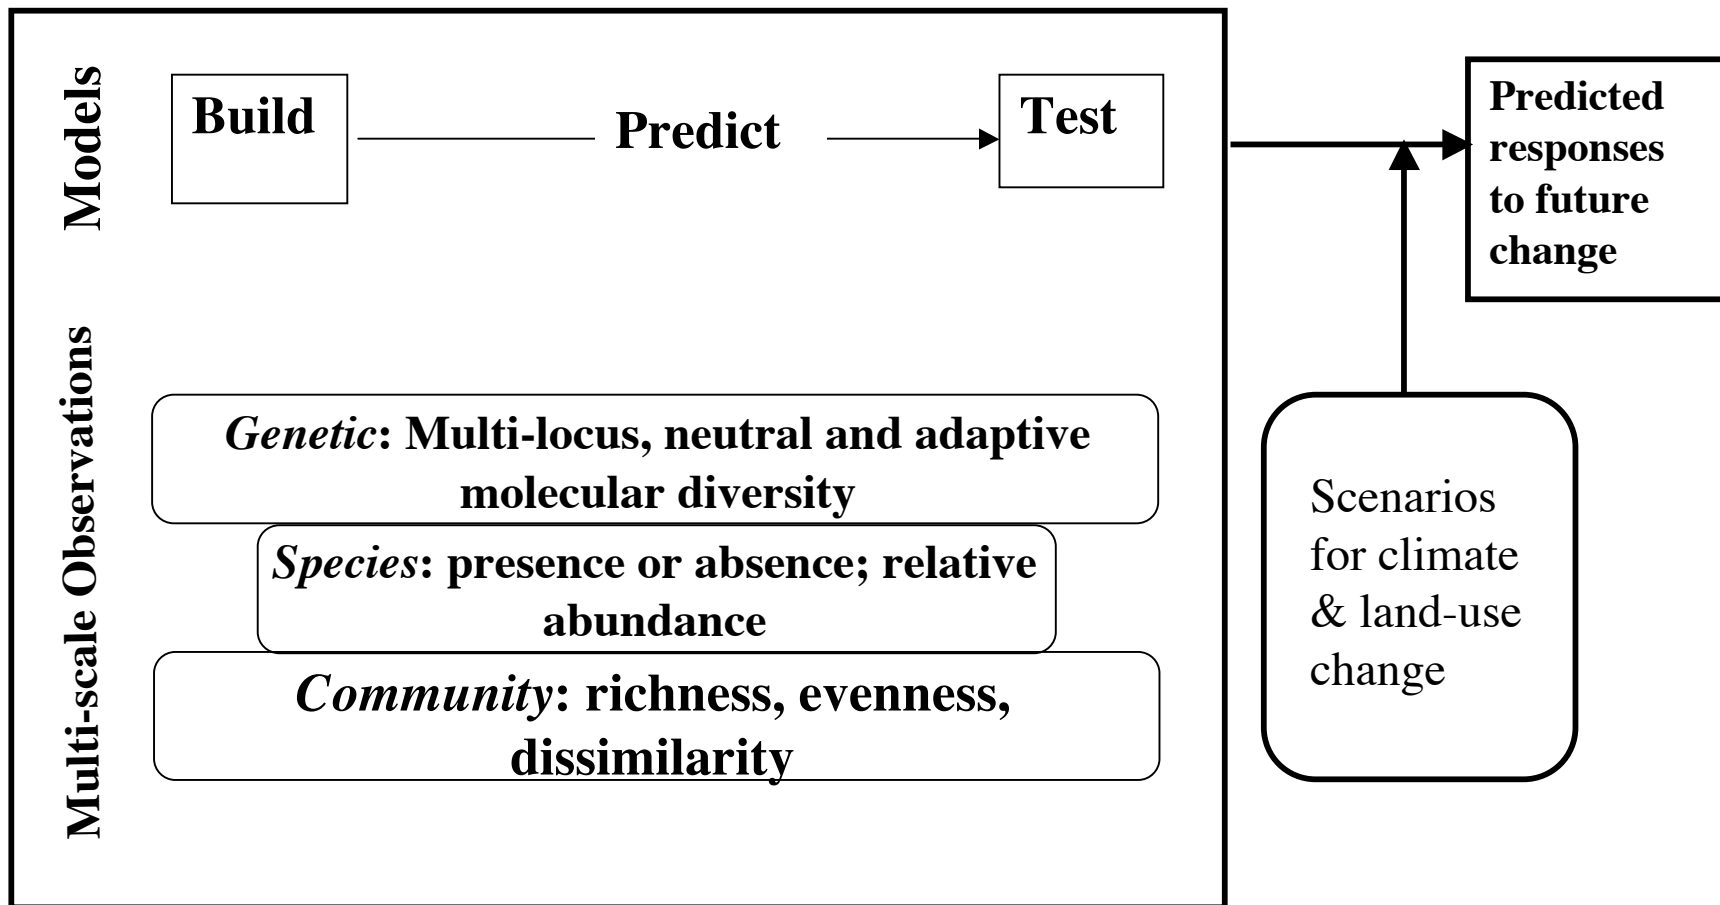 Models
Build
Predict
Test
Predicted
responses
to future
change
Multi-scale Observations
Genetic: Multi-locus, neutral and adaptive
molecular diversity
Species: presence or absence; relative
abundance
Community: richness, evenness,
dissimilarity
Scenarios
for climate
& land-use
change